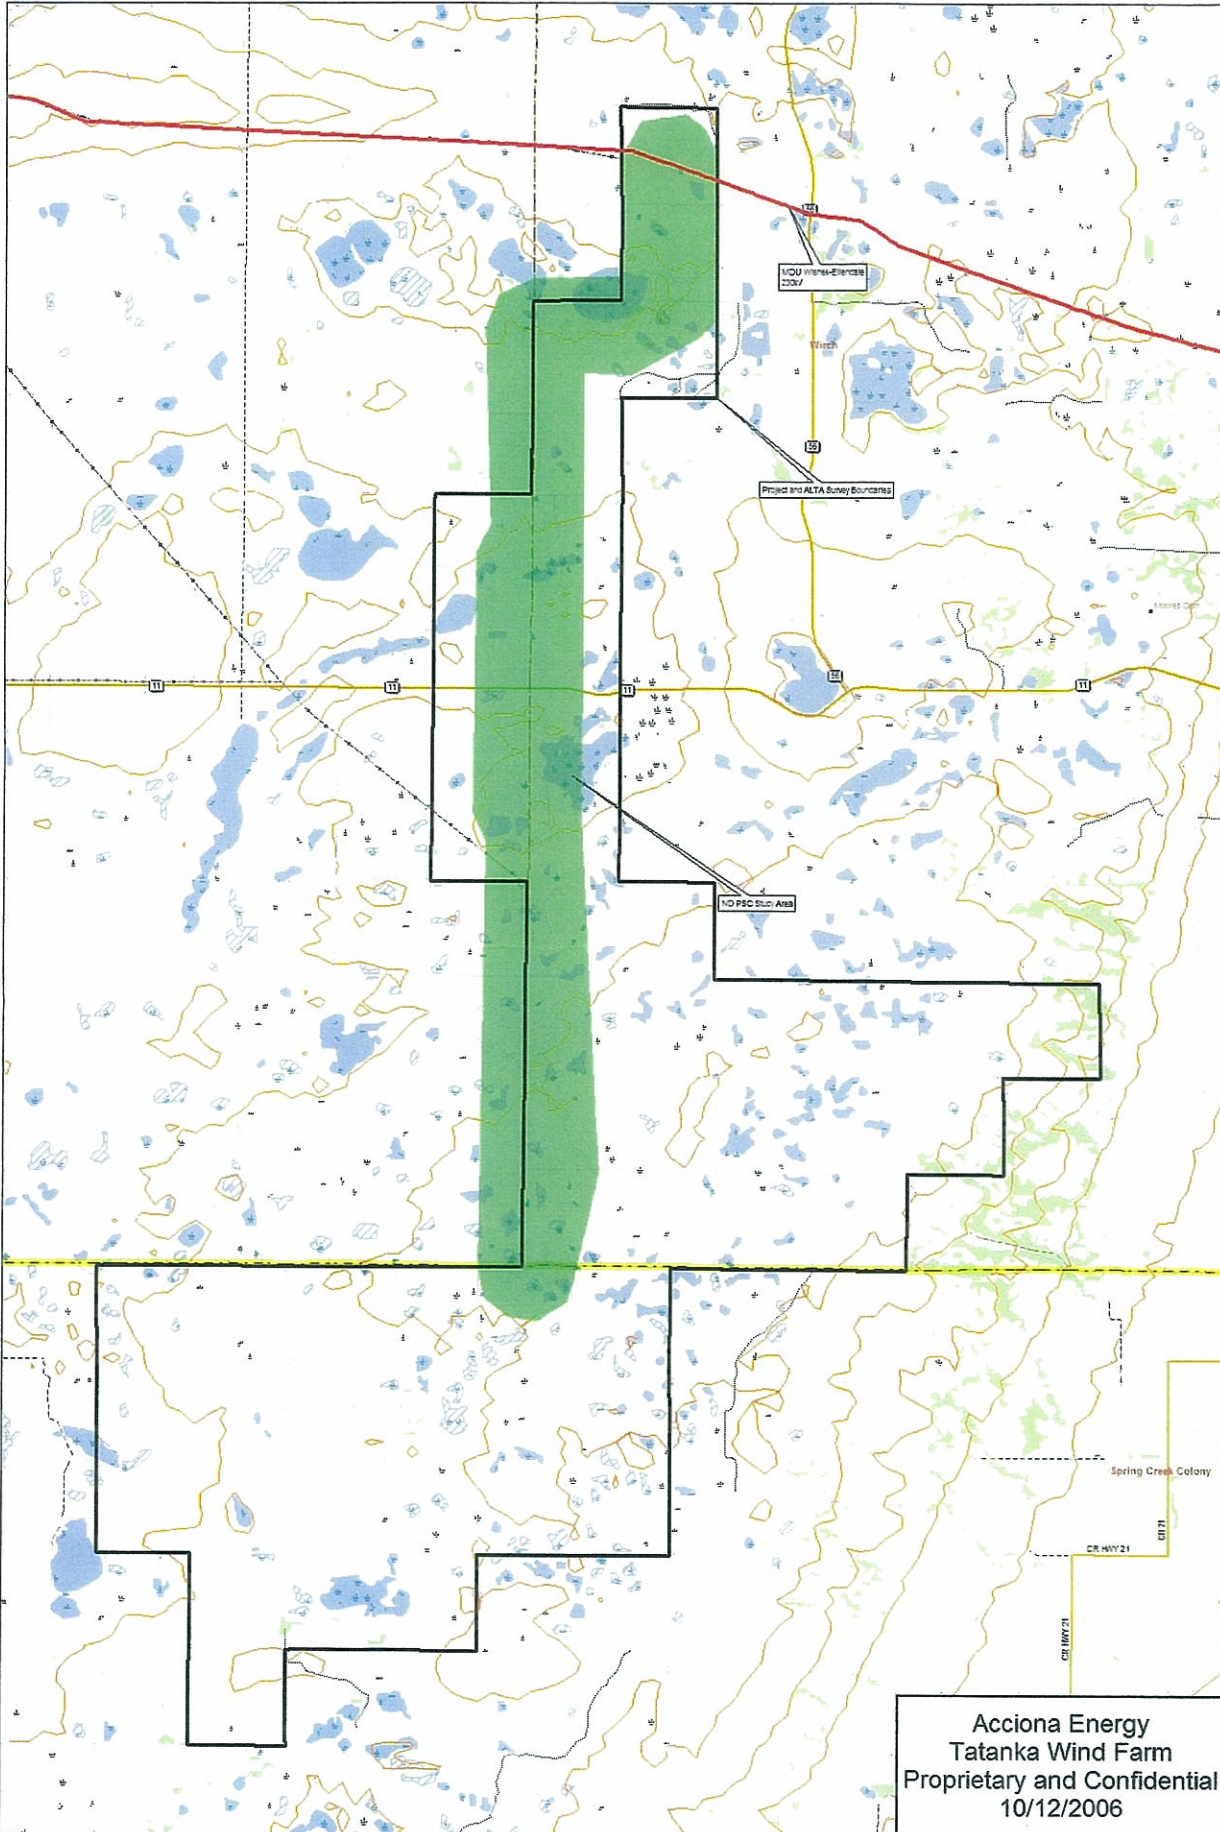 MDU Wishek-Ellendale
230kV
Wirch
56
Project and ALTA Survey Boundaries
11
11
11
56
11
ND PSC Study Area
Spring Creek Colony
CR 21
CR HWY 21
CR HWY 21
Acciona Energy
Tatanka Wind Farm
Proprietary and Confidential
10/12/2006